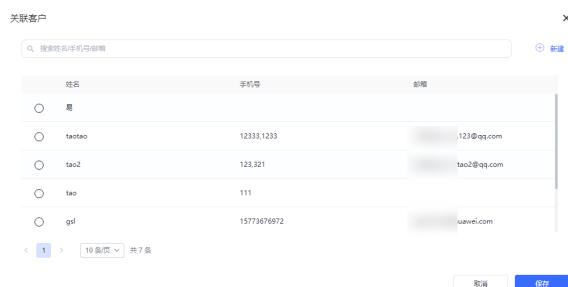 关联客户
搜索姓名/手机号/邮箱 新建
姓名 手机号 邮箱
易
taotao 12333,1233 ,123@qq.com
tao2 123,321 tao2@qq.com
tao 111
gsl 15773676972 uawei.com
< 1 > 10 条/页 共 7 条
取消 保存